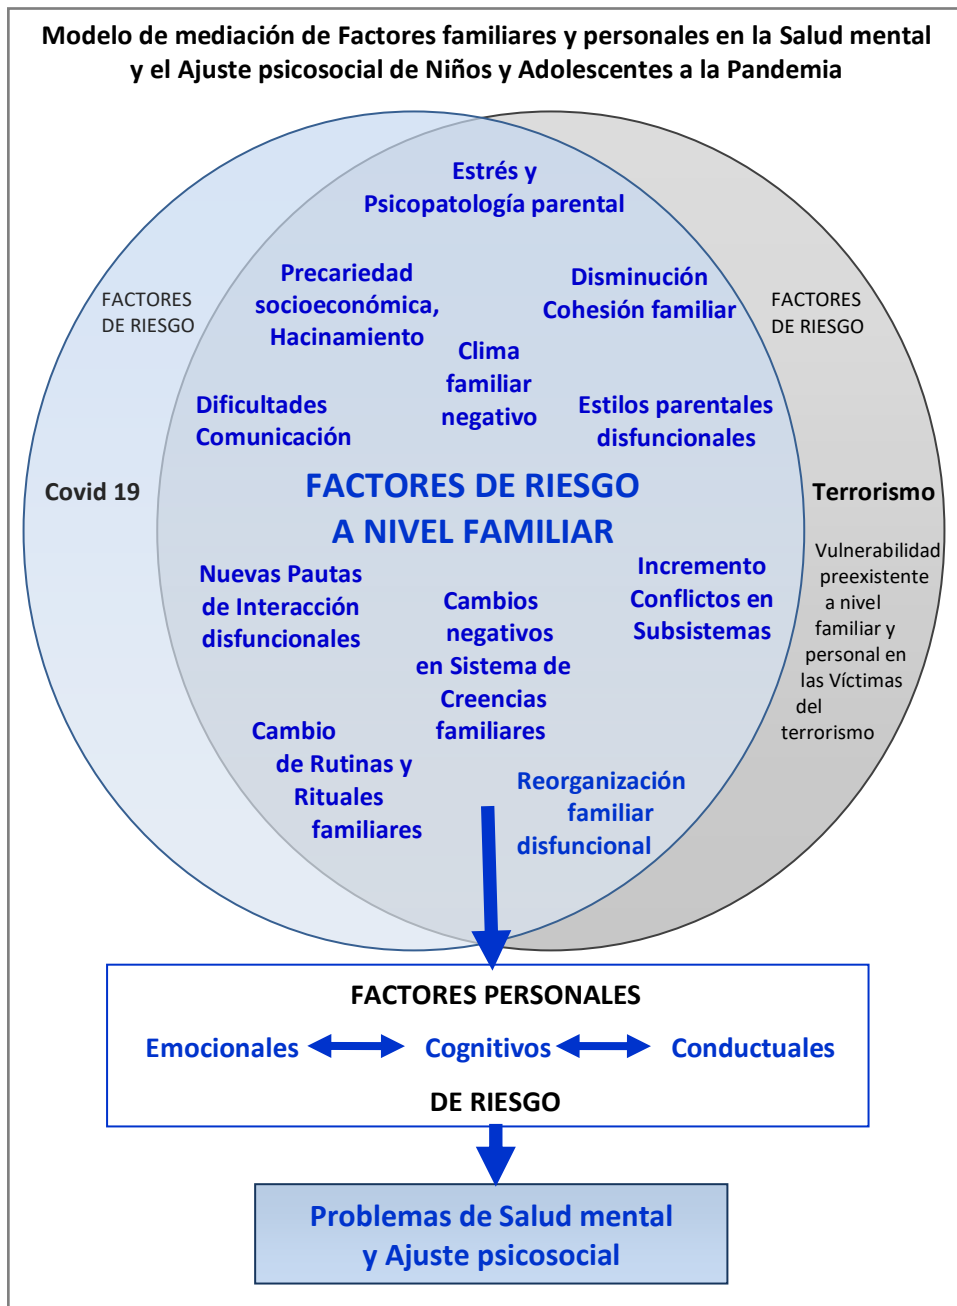 Modelo de mediación de Factores familiares y personales en la Salud mental
y el Ajuste psicosocial de Niños y Adolescentes a la Pandemia
Estrés y
Psicopatología parental
Precariedad
socioeconómica,
Hacinamiento
Disminución
Cohesión familiar
FACTORES
DE RIESGO
FACTORES
DE RIESGO
Clima
familiar
negativo
Dificultades
Comunicación
Estilos parentales
disfuncionales
Covid 19
FACTORES DE RIESGO
A NIVEL FAMILIAR
Terrorismo
Vulnerabilidad
preexistente
a nivel
familiar y
personal en
las Víctimas
del
terrorismo
Nuevas Pautas
de Interacción
disfuncionales
Cambios
negativos
en Sistema de
Creencias
familiares
Incremento
Conflictos en
Subsistemas
Cambio
de Rutinas y
Rituales
familiares
Reorganización
familiar
disfuncional
FACTORES PERSONALES
Emocionales Cognitivos Conductuales
DE RIESGO
Problemas de Salud mental
y Ajuste psicosocial